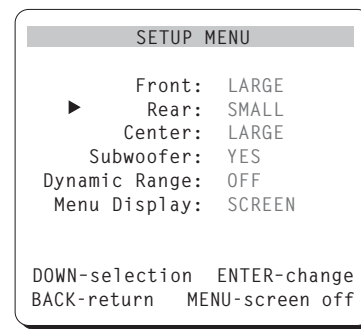 SETUP MENU
Front: LARGE
▶ Rear: SMALL
Center: LARGE
Subwoofer: YES
Dynamic Range: OFF
Menu Display: SCREEN
DOWN-selection ENTER-change
BACK-return MENU-screen off